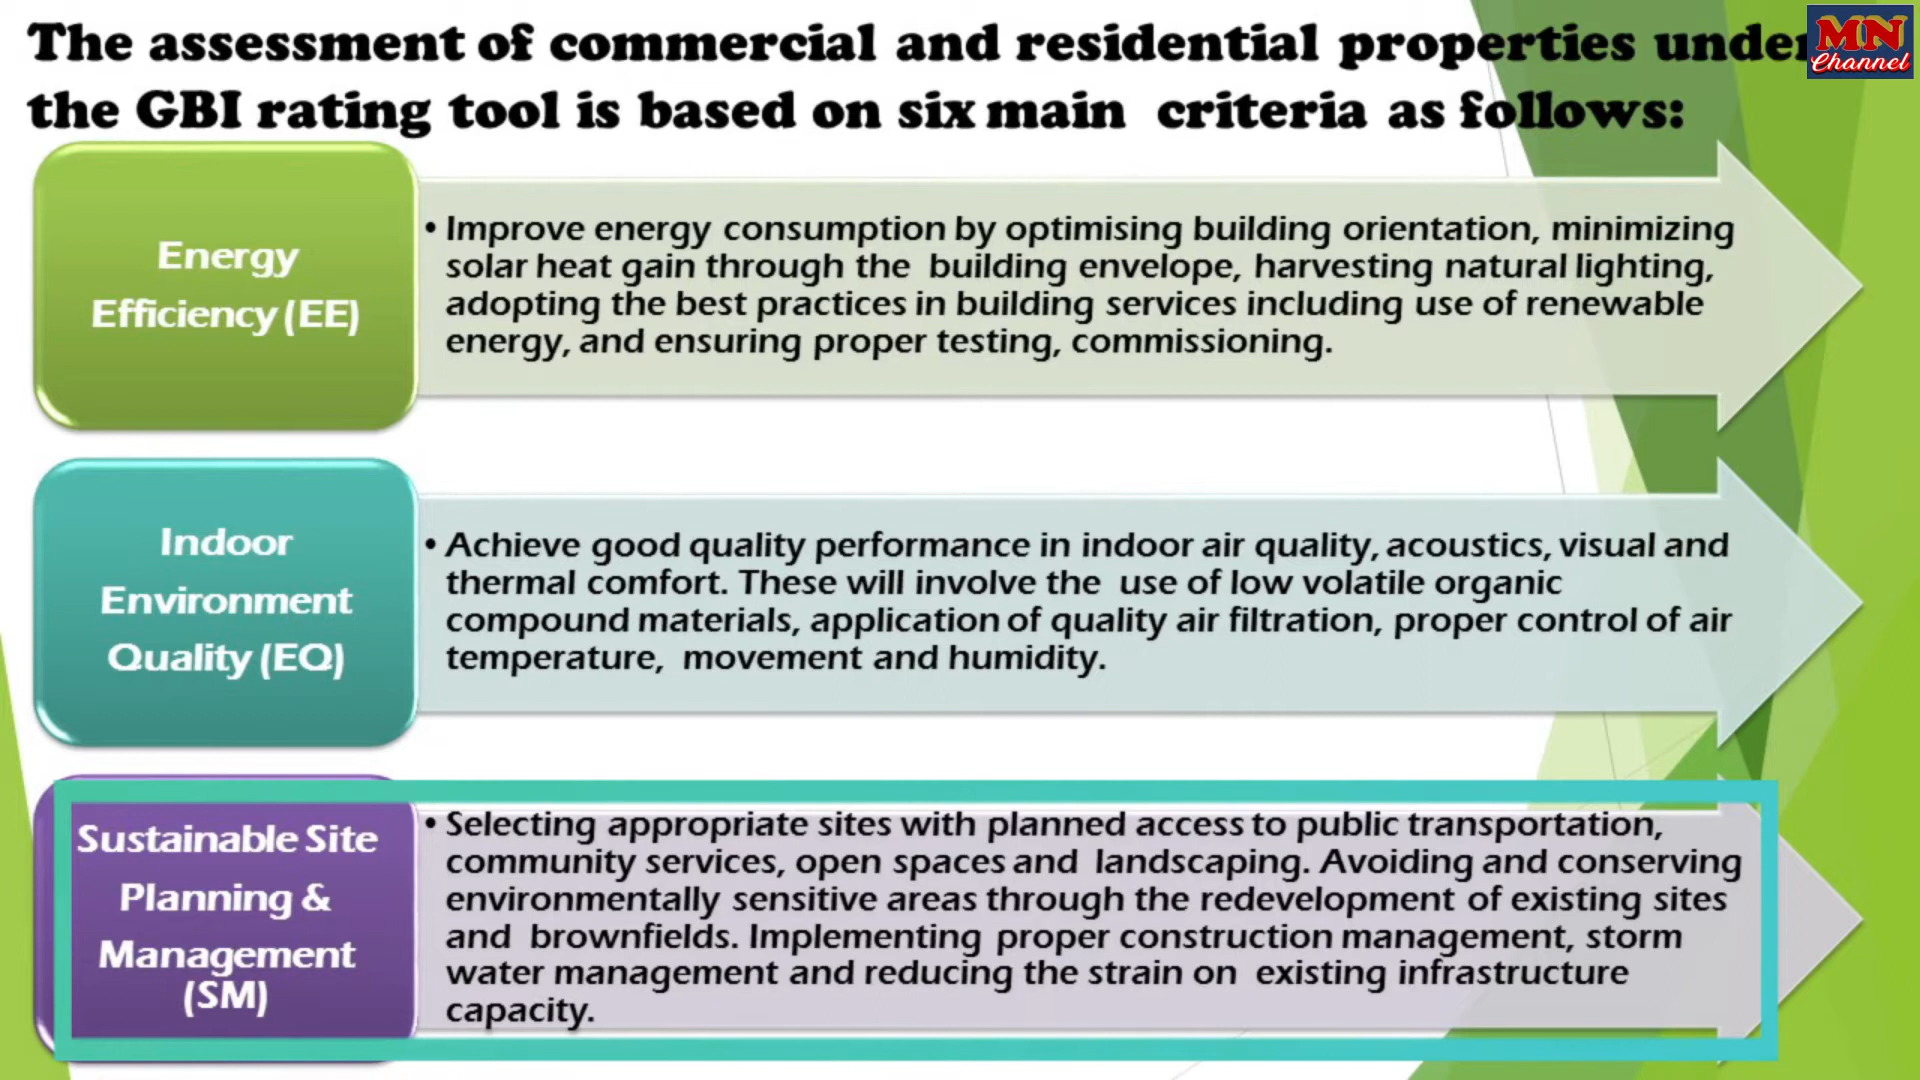 The assessment of commercial and residential properties under
the GBI rating tool is based on six main criteria as follows:
MN
Channel
Energy
Efficiency (EE)
• Improve energy consumption by optimising building orientation, minimizing
solar heat gain through the building envelope, harvesting natural lighting,
adopting the best practices in building services including use of renewable
energy, and ensuring proper testing, commissioning.
Indoor
Environment
Quality (EQ)
• Achieve good quality performance in indoor air quality, acoustics, visual and
thermal comfort. These will involve the use of low volatile organic
compound materials, application of quality air filtration, proper control of air
temperature, movement and humidity.
Sustainable Site
Planning &
Management
(SM)
• Selecting appropriate sites with planned access to public transportation,
community services, open spaces and landscaping. Avoiding and conserving
environmentally sensitive areas through the redevelopment of existing sites
and brownfields. Implementing proper construction management, storm
water management and reducing the strain on existing infrastructure
capacity.